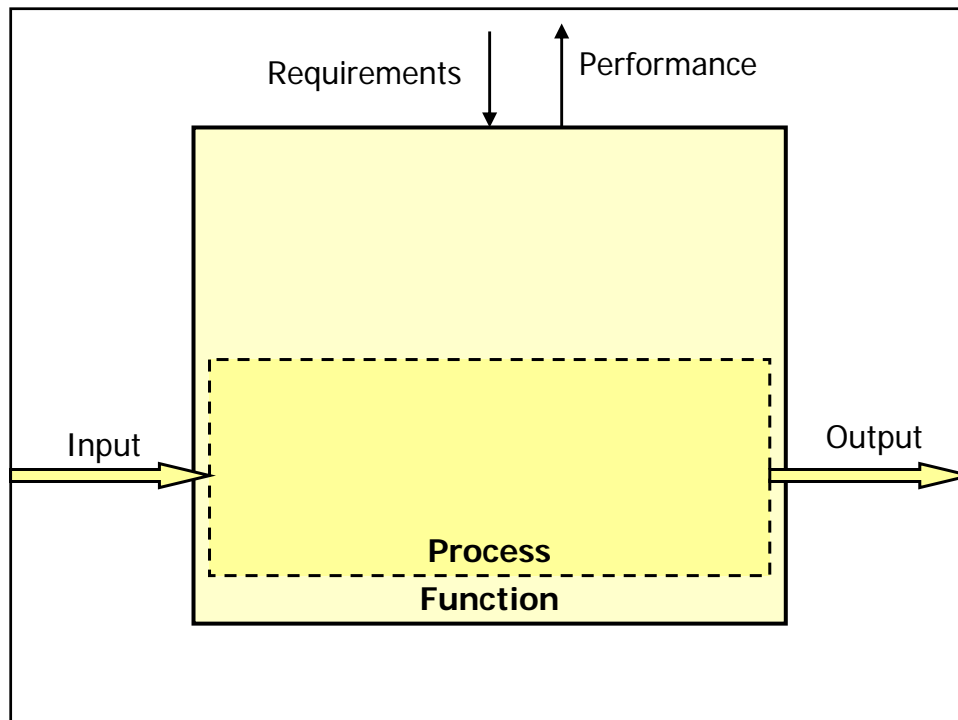 Requirements
Performance
Input
Output
Process
Function